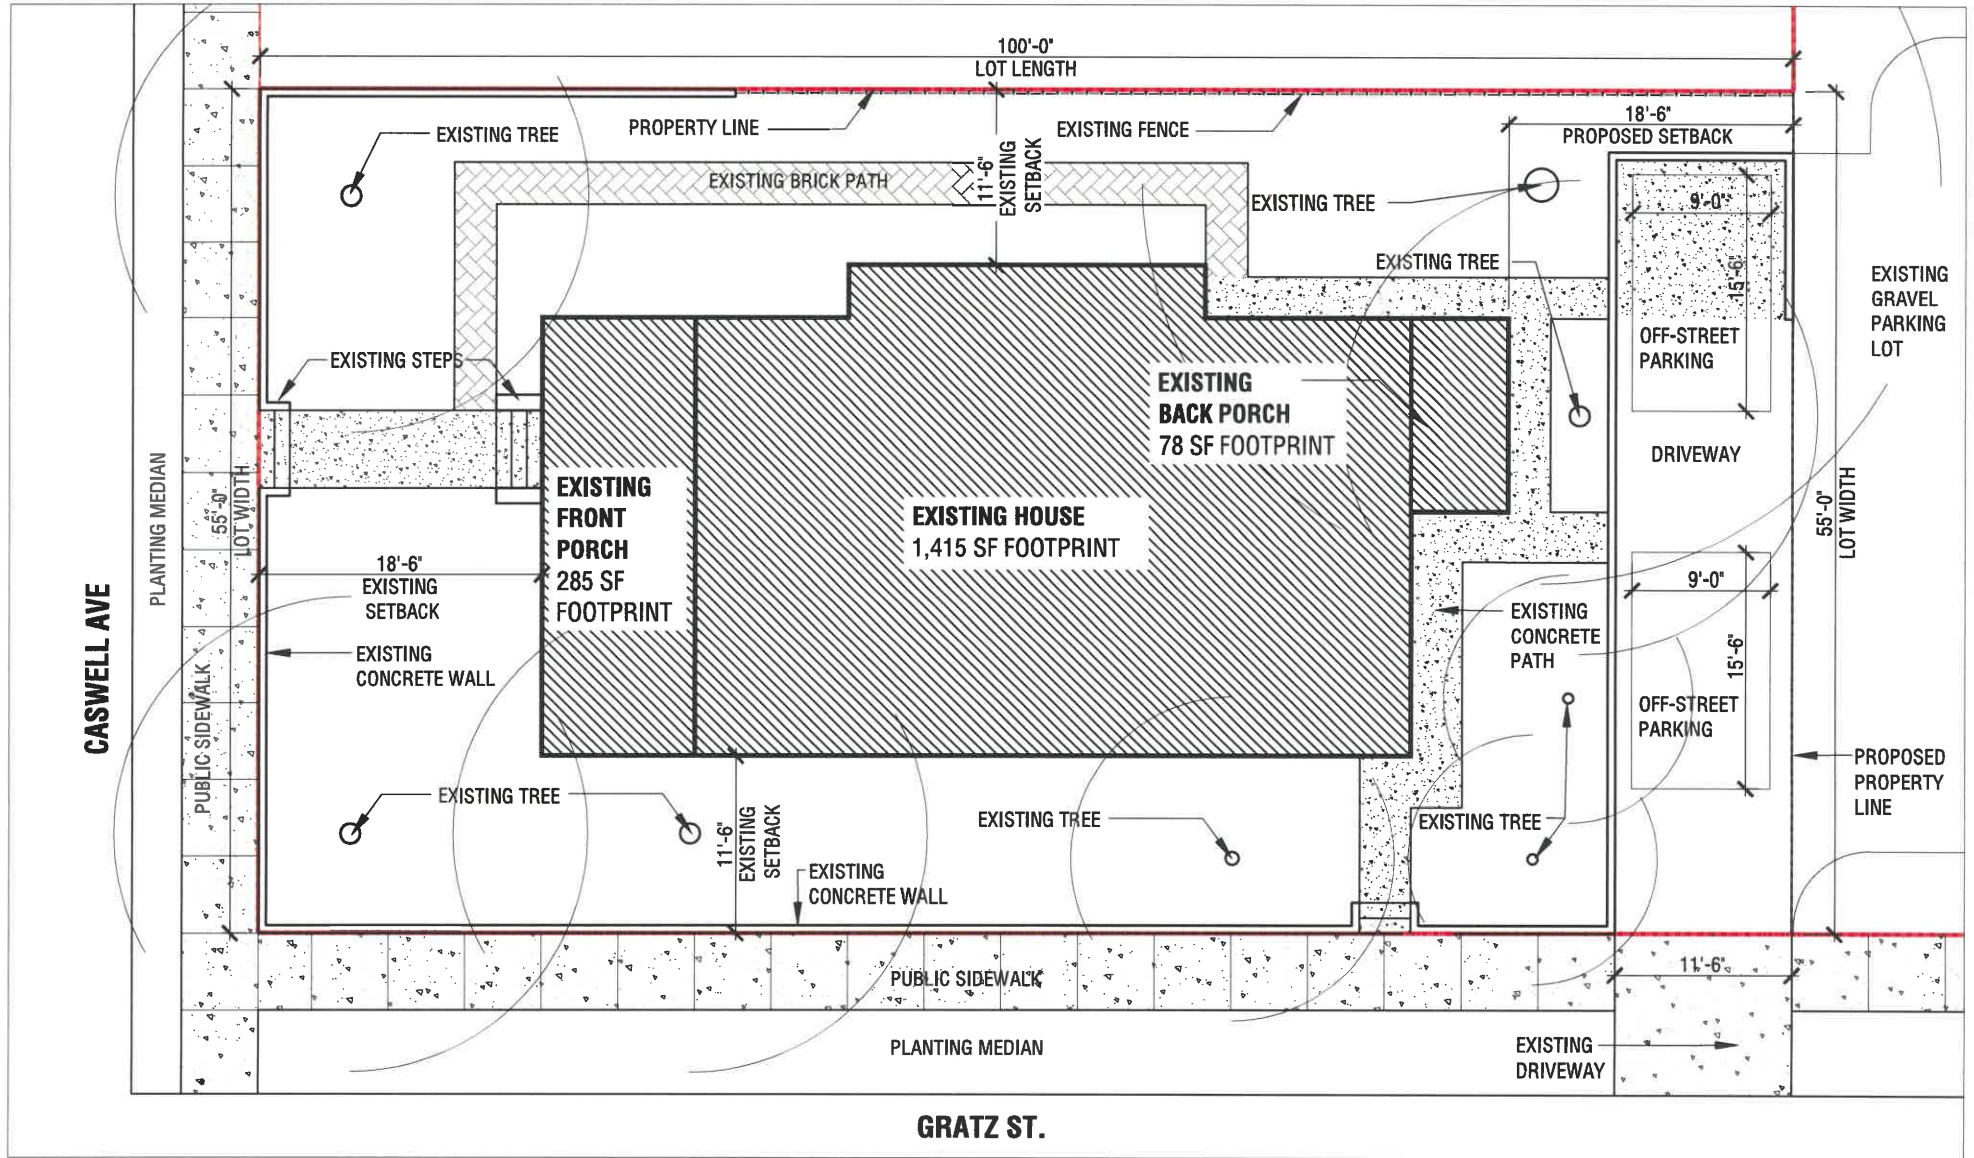 100'-0"
LOT LENGTH
18'-6"
PROPOSED SETBACK
EXISTING TREE
PROPERTY LINE
EXISTING FENCE
11'-6"
EXISTING
SETBACK
EXISTING BRICK PATH
EXISTING TREE
9'-0"
15'-6"
EXISTING TREE
EXISTING
GRAVEL
PARKING
LOT
OFF-STREET
PARKING
EXISTING STEPS
EXISTING
BACK PORCH
78 SF FOOTPRINT
DRIVEWAY
PLANTING MEDIAN
55'-0"
LOT WIDTH
EXISTING
FRONT
PORCH
285 SF
FOOTPRINT
EXISTING HOUSE
1,415 SF FOOTPRINT
55'-0"
LOT WIDTH
18'-6"
EXISTING
SETBACK
9'-0"
15'-6"
EXISTING
CONCRETE
PATH
CASWELL AVE
PUBLIC SIDEWALK
EXISTING
CONCRETE WALL
OFF-STREET
PARKING
PROPOSED
PROPERTY
LINE
EXISTING TREE
11'-6"
EXISTING
SETBACK
EXISTING TREE
EXISTING TREE
EXISTING
CONCRETE WALL
PUBLIC SIDEWALK
11'-6"
PLANTING MEDIAN
EXISTING
DRIVEWAY
GRATZ ST.